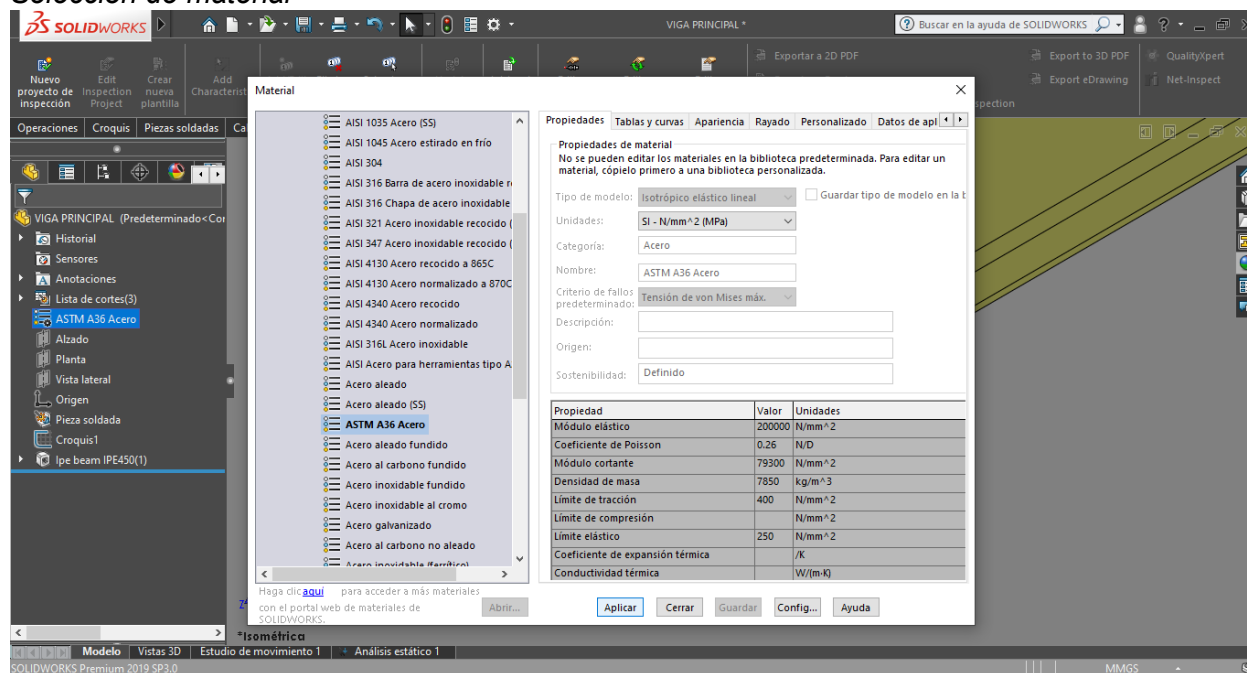 Selección de material
SOLIDWORKS
VIGA PRINCIPAL *
Buscar en la ayuda de SOLIDWORKS
Exportar a 2D PDF
Export to 3D PDF
QualityXpert
Export eDrawing
Net-Inspect
Nuevo proyecto de inspección
Edit Inspection Project
Crear nueva plantilla
Add
Operaciones Croquis Piezas soldadas
VIGA PRINCIPAL (Predeterminado<Cor
Historial
Sensores
Anotaciones
Lista de cortes(3)
ASTM A36 Acero
Alzado
Planta
Vista lateral
Origen
Pieza soldada
Croquis1
Ipe beam IPE450(1)
Material
AISI 1035 Acero (SS)
AISI 1045 Acero estirado en frío
AISI 304
AISI 316 Barra de acero inoxidable r
AISI 316 Chapa de acero inoxidable
AISI 321 Acero inoxidable recocido (
AISI 347 Acero inoxidable recocido (
AISI 4130 Acero recocido a 865C
AISI 4130 Acero normalizado a 870C
AISI 4340 Acero recocido
AISI 4340 Acero normalizado
AISI 316L Acero inoxidable
AISI Acero para herramientas tipo A
Acero aleado
Acero aleado (SS)
ASTM A36 Acero
Acero aleado fundido
Acero al carbono fundido
Acero inoxidable fundido
Acero inoxidable al cromo
Acero galvanizado
Acero al carbono no aleado
Acero inoxidable (ferrítico)
Haga clic aquí para acceder a más materiales
con el portal web de materiales de
SOLIDWORKS.
Abrir...
Propiedades Tablas y curvas Apariencia Rayado Personalizado Datos de apl
Propiedades de material
No se pueden editar los materiales en la biblioteca predeterminada. Para editar un
material, cópielo primero a una biblioteca personalizada.
Tipo de modelo: Isotrópico elástico lineal Guardar tipo de modelo en la b
Unidades: SI - N/mm^2 (MPa)
Categoría: Acero
Nombre: ASTM A36 Acero
Criterio de fallos predeterminado: Tensión de von Mises máx.
Descripción:
Origen:
Sostenibilidad: Definido
Propiedad Valor Unidades
Módulo elástico 200000 N/mm^2
Coeficiente de Poisson 0.26 N/D
Módulo cortante 79300 N/mm^2
Densidad de masa 7850 kg/m^3
Límite de tracción 400 N/mm^2
Límite de compresión N/mm^2
Límite elástico 250 N/mm^2
Coeficiente de expansión térmica /K
Conductividad térmica W/(m·K)
Aplicar Cerrar Guardar Config... Ayuda
*Isométrica
Modelo Vistas 3D Estudio de movimiento 1 Análisis estático 1
SOLIDWORKS Premium 2019 SP3.0
MMGS